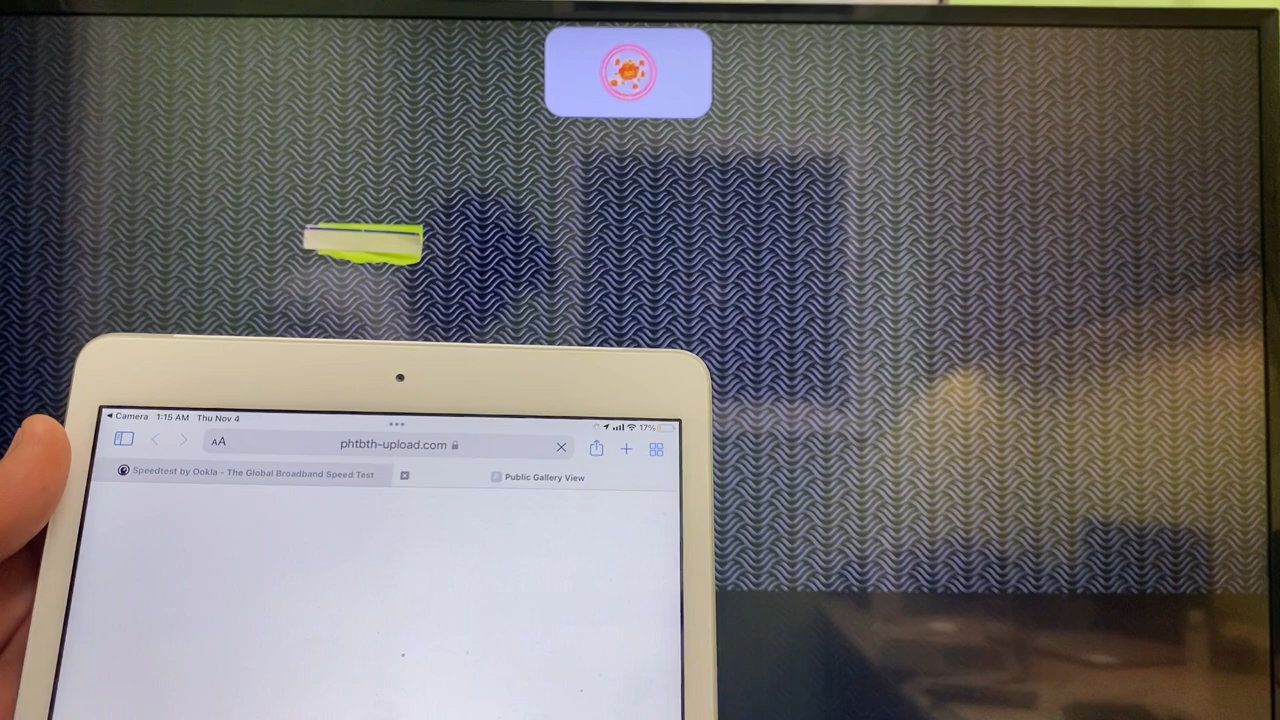 ◀ Camera 1:15 AM Thu Nov 4
17%
AA phtbth-upload.com
Speedtest by Ookla - The Global Broadband Speed Test
Public Gallery View